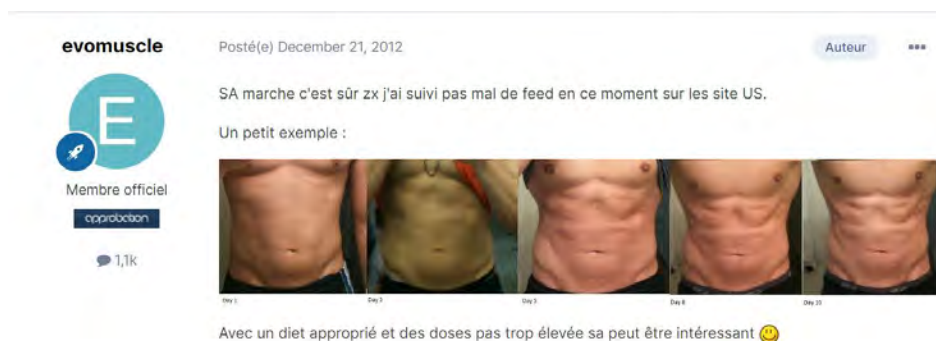 evomuscle
Posté(e) December 21, 2012
Auteur
E
SA marche c'est sûr zx j'ai suivi pas mal de feed en ce moment sur les site US.
Un petit exemple :
Membre officiel
approbation
1,1k
Day 1
Day 3
Day 5
Day 8
Day 10
Avec un diet approprié et des doses pas trop élevée sa peut être intéressant